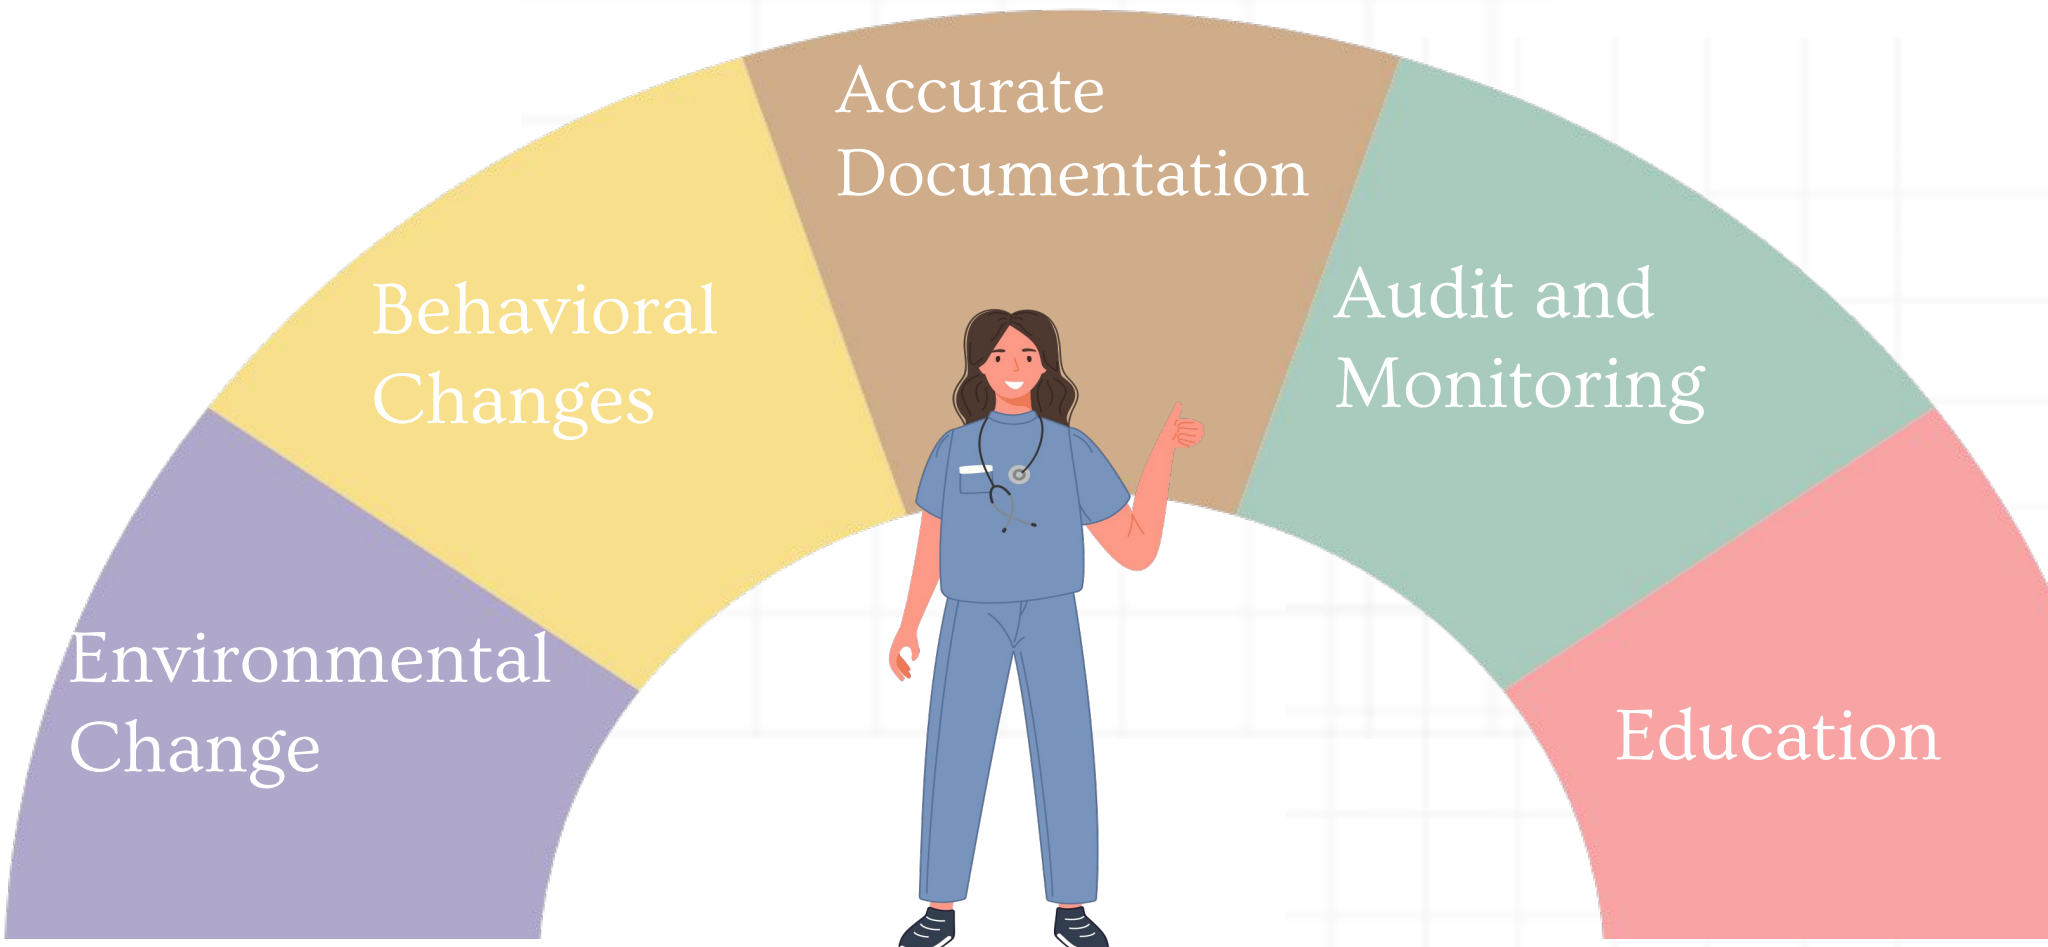 Accurate
Documentation
Behavioral
Changes
Audit and
Monitoring
Environmental
Change
Education